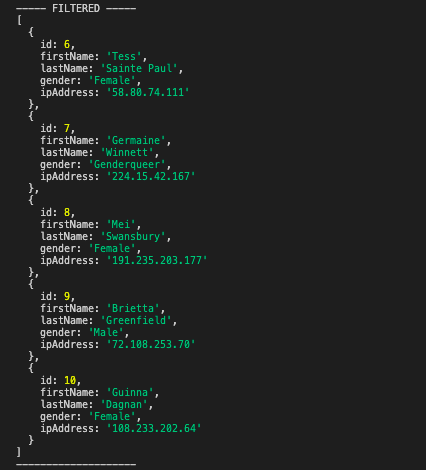 ----- FILTERED -----
[
  {
    id: 6,
    firstName: 'Tess',
    lastName: 'Sainte Paul',
    gender: 'Female',
    ipAddress: '58.80.74.111'
  },
  {
    id: 7,
    firstName: 'Germaine',
    lastName: 'Winnett',
    gender: 'Genderqueer',
    ipAddress: '224.15.42.167'
  },
  {
    id: 8,
    firstName: 'Mei',
    lastName: 'Swansbury',
    gender: 'Female',
    ipAddress: '191.235.203.177'
  },
  {
    id: 9,
    firstName: 'Brietta',
    lastName: 'Greenfield',
    gender: 'Male',
    ipAddress: '72.108.253.70'
  },
  {
    id: 10,
    firstName: 'Guinna',
    lastName: 'Dagnan',
    gender: 'Female',
    ipAddress: '108.233.202.64'
  }
]
--------------------